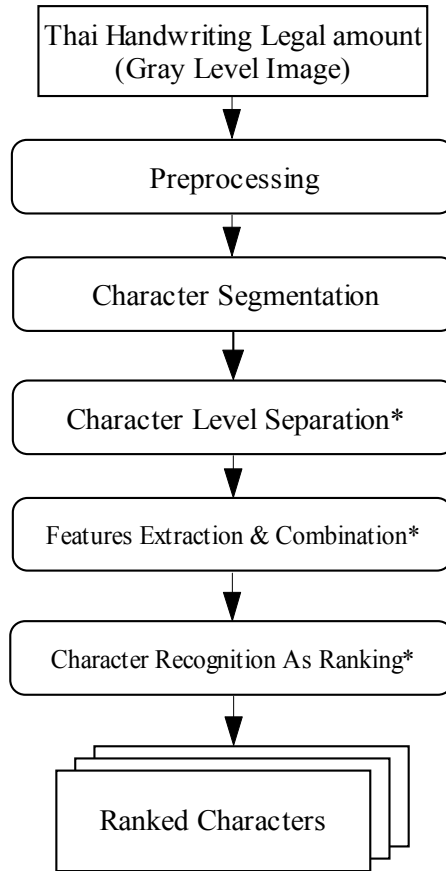 Thai Handwriting Legal amount
(Gray Level Image)
Preprocessing
Character Segmentation
Character Level Separation*
Features Extraction & Combination*
Character Recognition As Ranking*
Ranked Characters